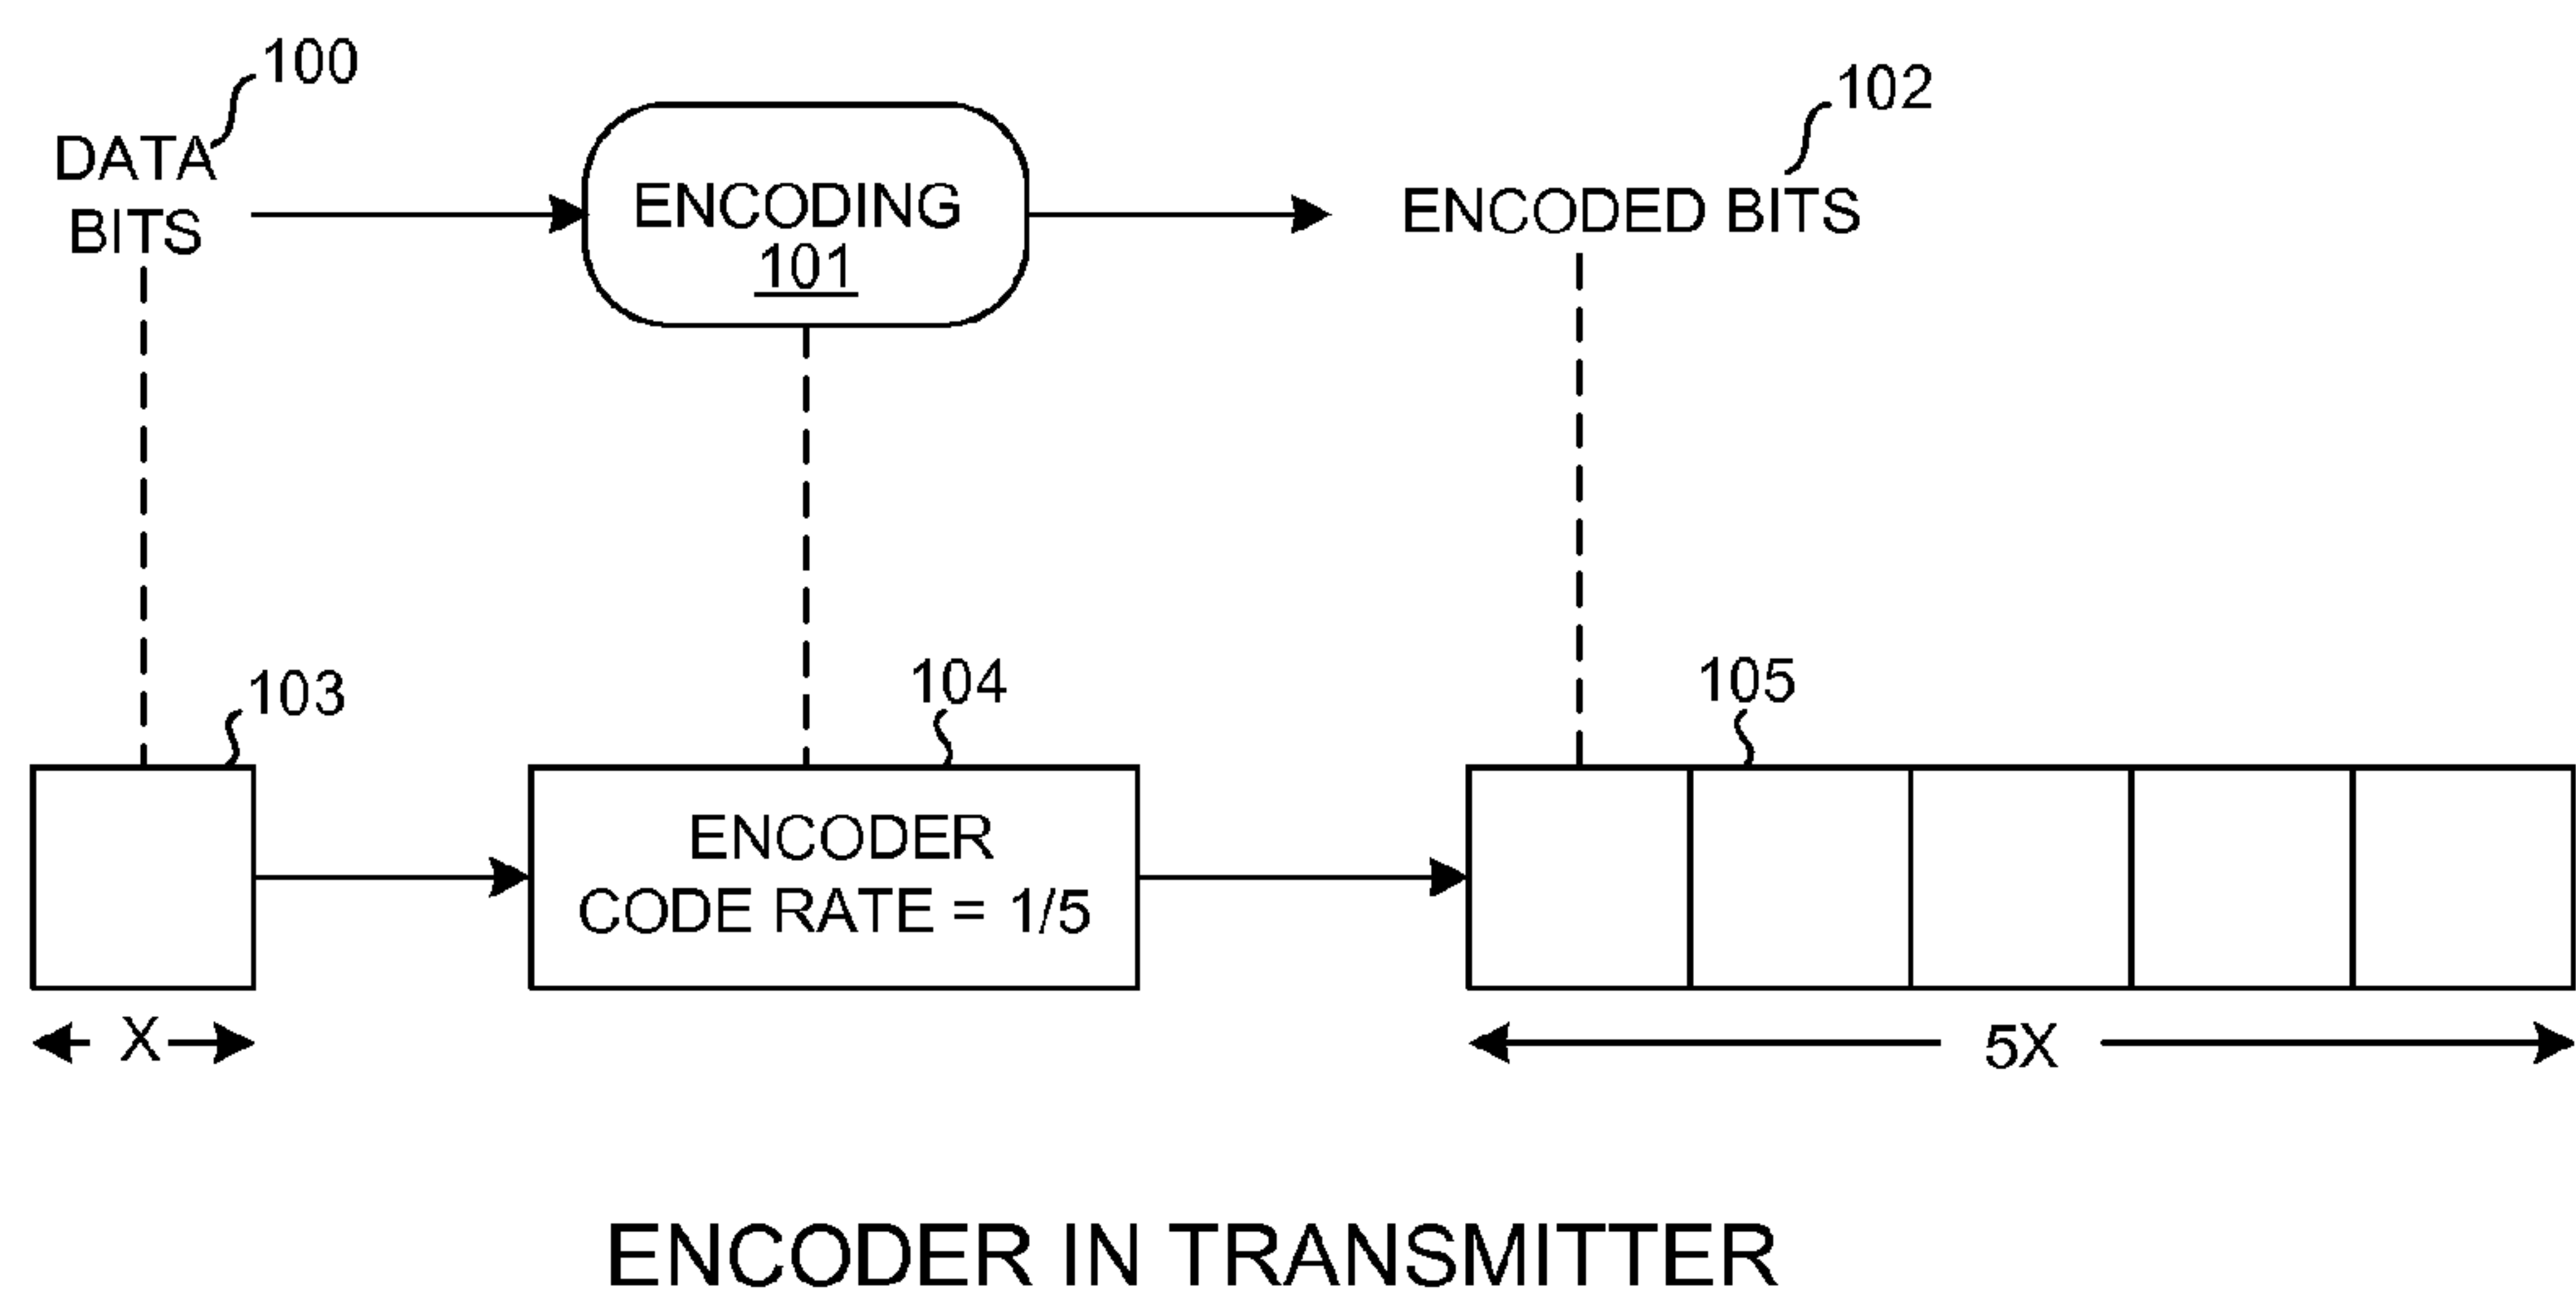 100
102
DATA
BITS
ENCODING
101
ENCODED BITS
103
104
105
ENCODER
CODE RATE = 1/5
X
5X
ENCODER IN TRANSMITTER